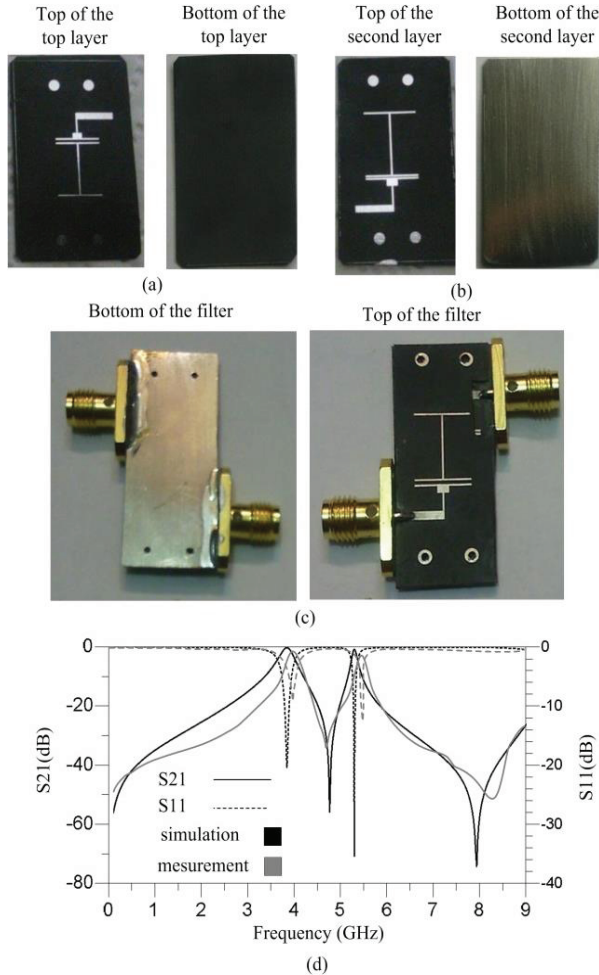 Top of the
top layer
Bottom of the
top layer
Top of the
second layer
Bottom of the
second layer
(a)
(b)
Bottom of the filter
Top of the filter
(c)
S21(dB)
0
-20
-40
-60
-80
S21
S11
simulation
mesurement
0
-10
-20
-30
-40
S11(dB)
0 1 2 3 4 5 6 7 8 9
Frequency (GHz)
(d)